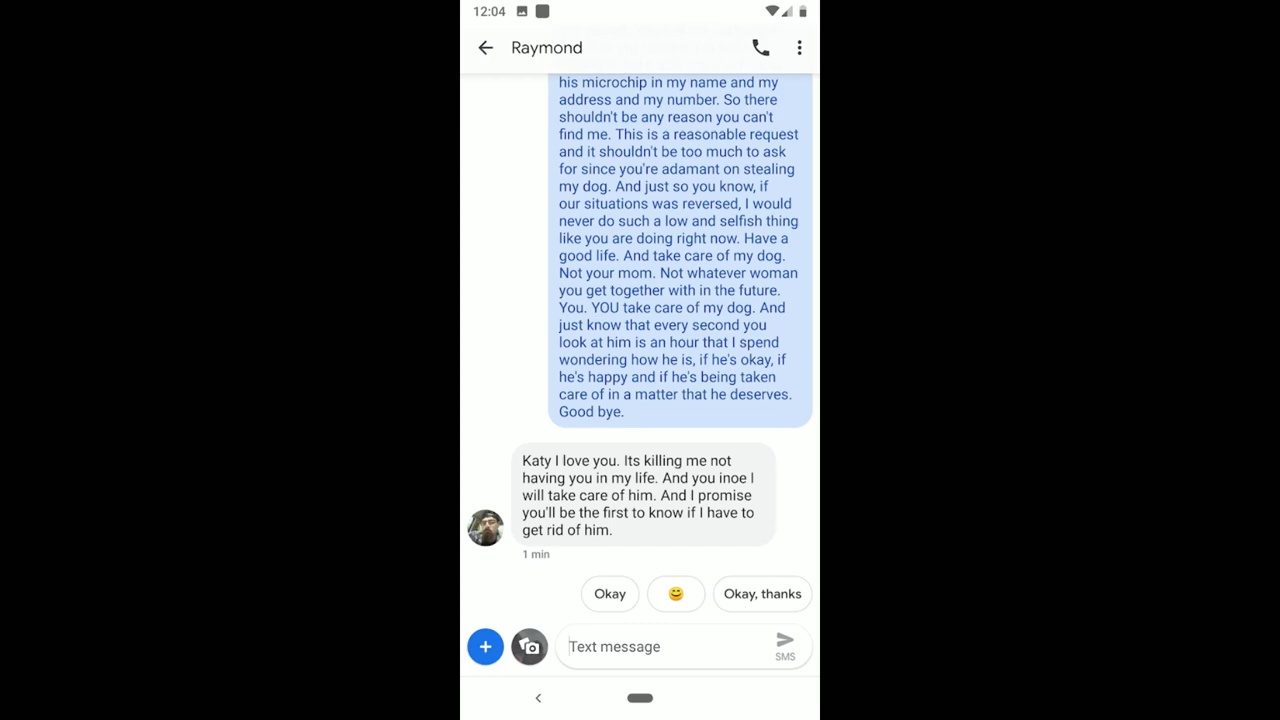 12:04
Raymond
his microchip in my name and my
address and my number. So there
shouldn't be any reason you can't
find me. This is a reasonable request
and it shouldn't be too much to ask
for since you're adamant on stealing
my dog. And just so you know, if
our situations was reversed, I would
never do such a low and selfish thing
like you are doing right now. Have a
good life. And take care of my dog.
Not your mom. Not whatever woman
you get together with in the future.
You. YOU take care of my dog. And
just know that every second you
look at him is an hour that I spend
wondering how he is, if he's okay, if
he's happy and if he's being taken
care of in a matter that he deserves.
Good bye.
Katy I love you. Its killing me not
having you in my life. And you inoe I
will take care of him. And I promise
you'll be the first to know if I have to
get rid of him.
1 min
Okay
😊
Okay, thanks
Text message
SMS